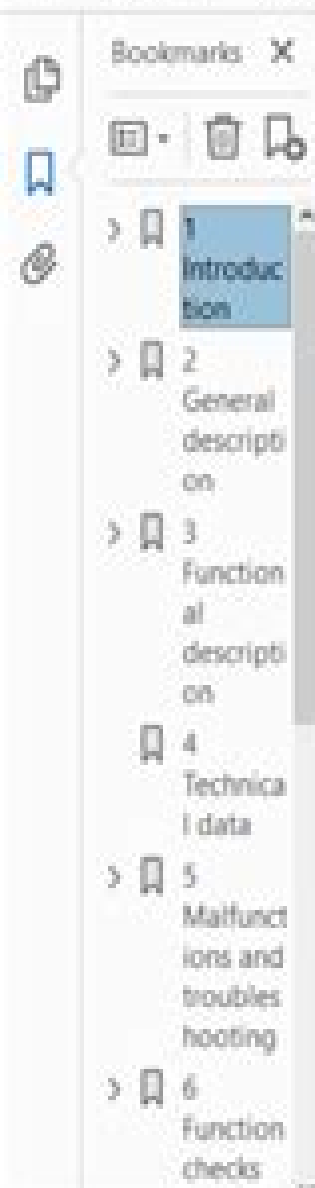 Bookmarks
1
Introduc
tion
2
General
descripti
on
3
Function
al
descripti
on
4
Technica
l data
5
Malfunct
ions and
troubles
hooting
6
Function
checks